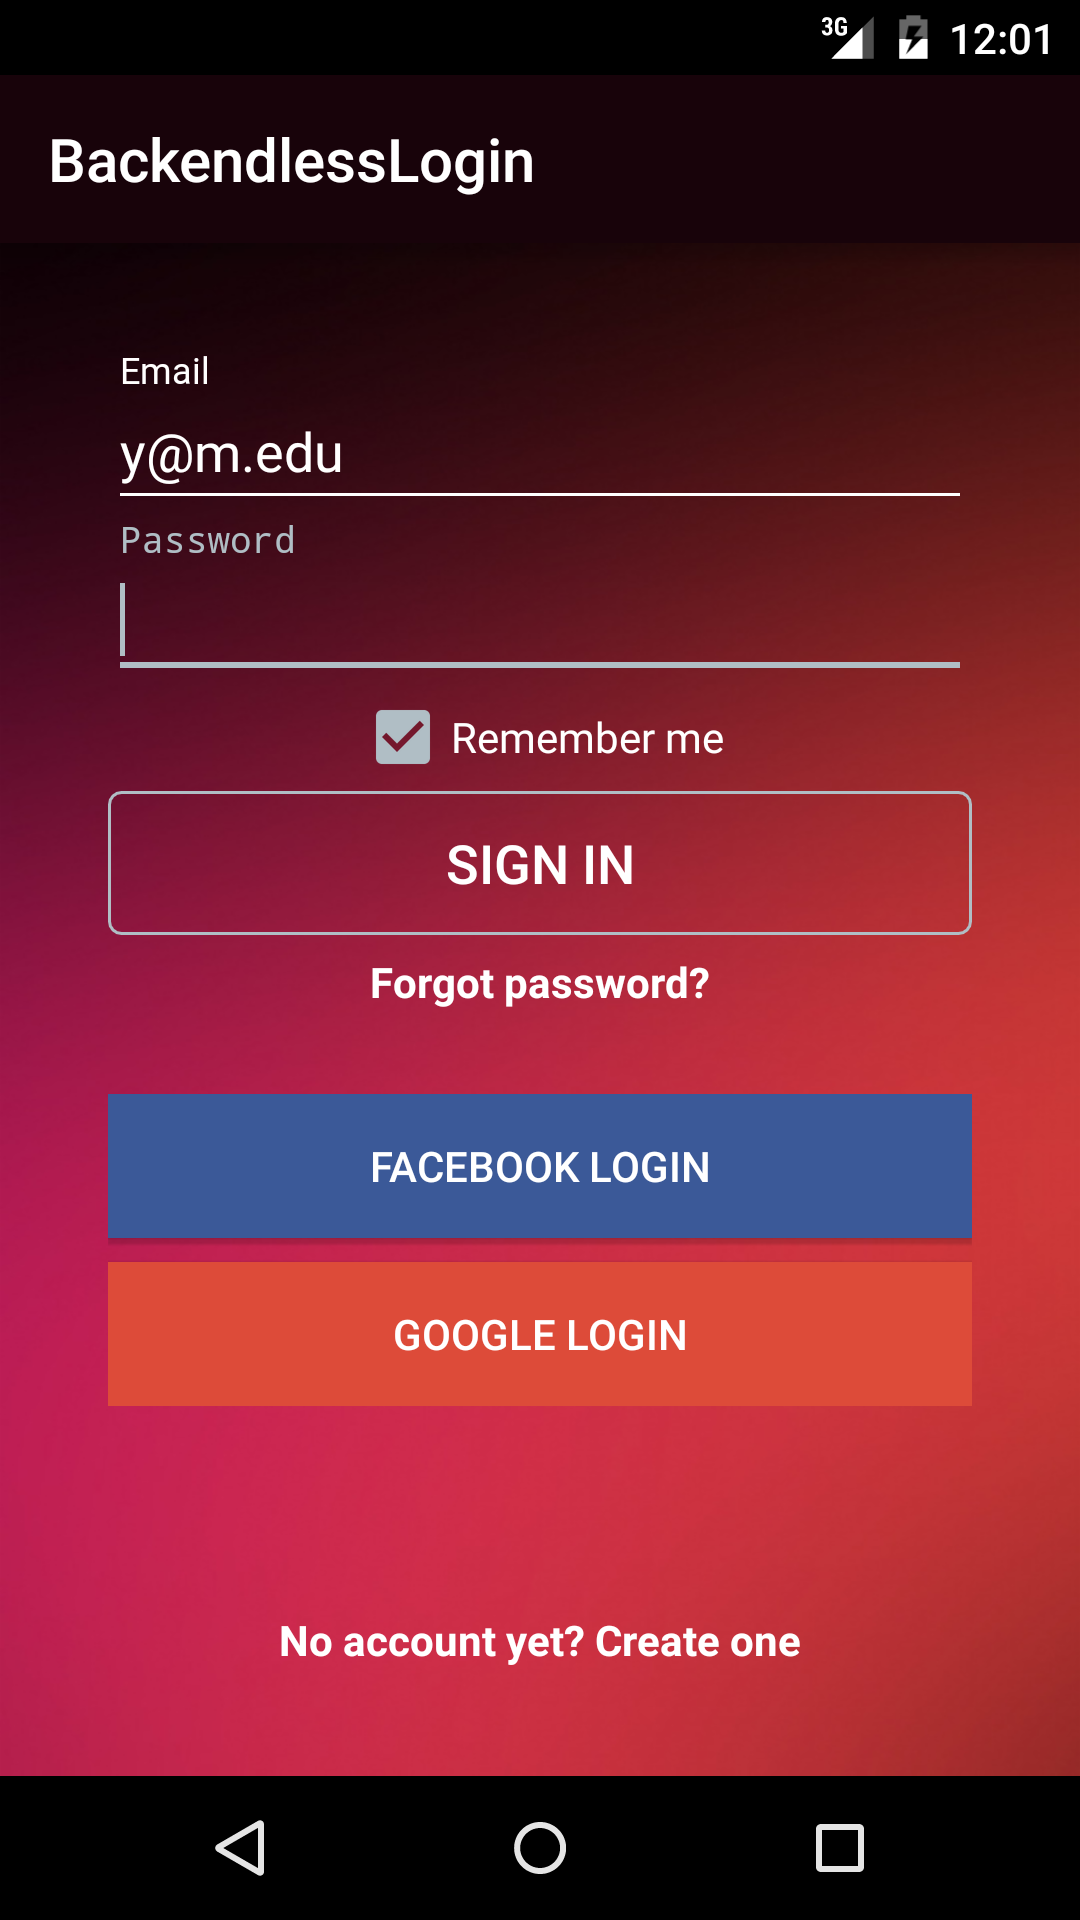 3G 12:01
BackendlessLogin
Email
y@m.edu
Password
Remember me
SIGN IN
Forgot password?
FACEBOOK LOGIN
GOOGLE LOGIN
No account yet? Create one